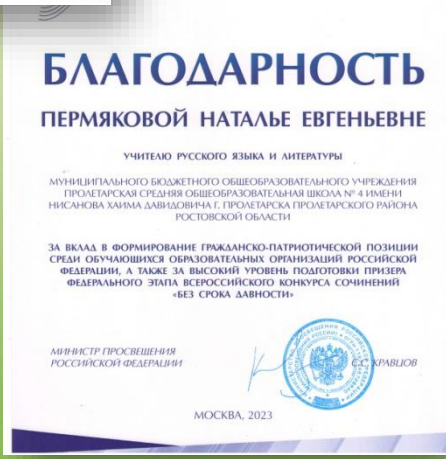 БЛАГОДАРНОСТЬ
ПЕРМЯКОВОЙ НАТАЛЬЕ ЕВГЕНЬЕВНЕ
УЧИТЕЛЮ РУССКОГО ЯЗЫКА И ЛИТЕРАТУРЫ
МУНИЦИПАЛЬНОГО БЮДЖЕТНОГО ОБЩЕОБРАЗОВАТЕЛЬНОГО УЧРЕЖДЕНИЯ
ПРОЛЕТАРСКАЯ СРЕДНЯЯ ОБЩЕОБРАЗОВАТЕЛЬНАЯ ШКОЛА № 4 ИМЕНИ
НИСАНОВА ХАИМА ДАВИДОВИЧА Г. ПРОЛЕТАРСКА ПРОЛЕТАРСКОГО РАЙОНА
РОСТОВСКОЙ ОБЛАСТИ
ЗА ВКЛАД В ФОРМИРОВАНИЕ ГРАЖДАНСКО-ПАТРИОТИЧЕСКОЙ ПОЗИЦИИ
СРЕДИ ОБУЧАЮЩИХСЯ ОБРАЗОВАТЕЛЬНЫХ ОРГАНИЗАЦИЙ РОССИЙСКОЙ
ФЕДЕРАЦИИ, А ТАКЖЕ ЗА ВЫСОКИЙ УРОВЕНЬ ПОДГОТОВКИ ПРИЗЕРА
ФЕДЕРАЛЬНОГО ЭТАПА ВСЕРОССИЙСКОГО КОНКУРСА СОЧИНЕНИЙ
«БЕЗ СРОКА ДАВНОСТИ»
МИНИСТР ПРОСВЕЩЕНИЯ
РОССИЙСКОЙ ФЕДЕРАЦИИ
С.С. КРАВЦОВ
МОСКВА, 2023